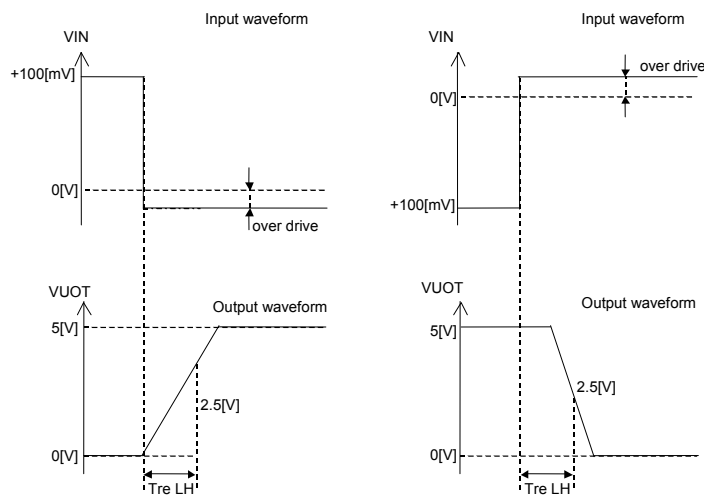 Input waveform
VIN
+100[mV]
0[V]
over drive
VUOT
Output waveform
5[V]
2.5[V]
0[V]
Tre LH
Input waveform
VIN
over drive
0[V]
+100[mV]
VUOT
Output waveform
5[V]
2.5[V]
0[V]
Tre LH